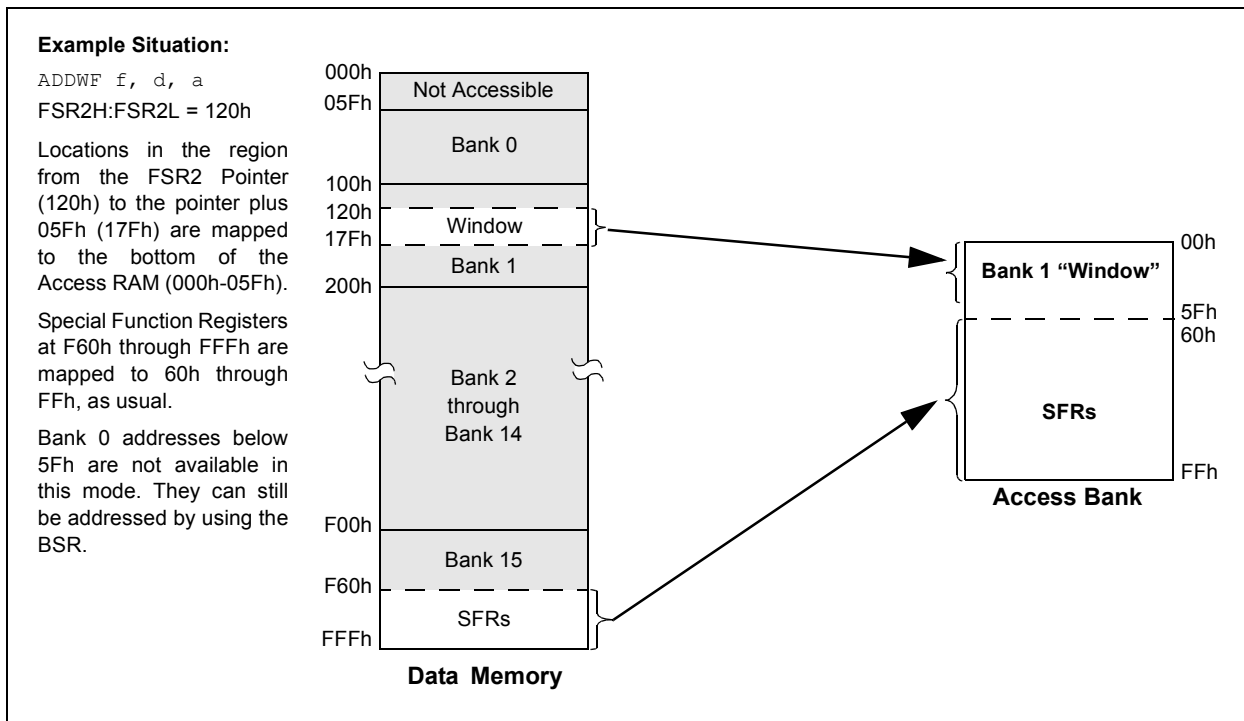 Example Situation:
ADDWF f, d, a
FSR2H:FSR2L = 120h
Locations in the region
from the FSR2 Pointer
(120h) to the pointer plus
05Fh (17Fh) are mapped
to the bottom of the
Access RAM (000h-05Fh).
Special Function Registers
at F60h through FFFh are
mapped to 60h through
FFh, as usual.
Bank 0 addresses below
5Fh are not available in
this mode. They can still
be addressed by using the
BSR.
000h
Not Accessible
05Fh
Bank 0
100h
120h
Window
17Fh
Bank 1
200h
Bank 2
through
Bank 14
F00h
Bank 15
F60h
SFRs
FFFh
Data Memory
00h
Bank 1 “Window”
5Fh
60h
SFRs
FFh
Access Bank